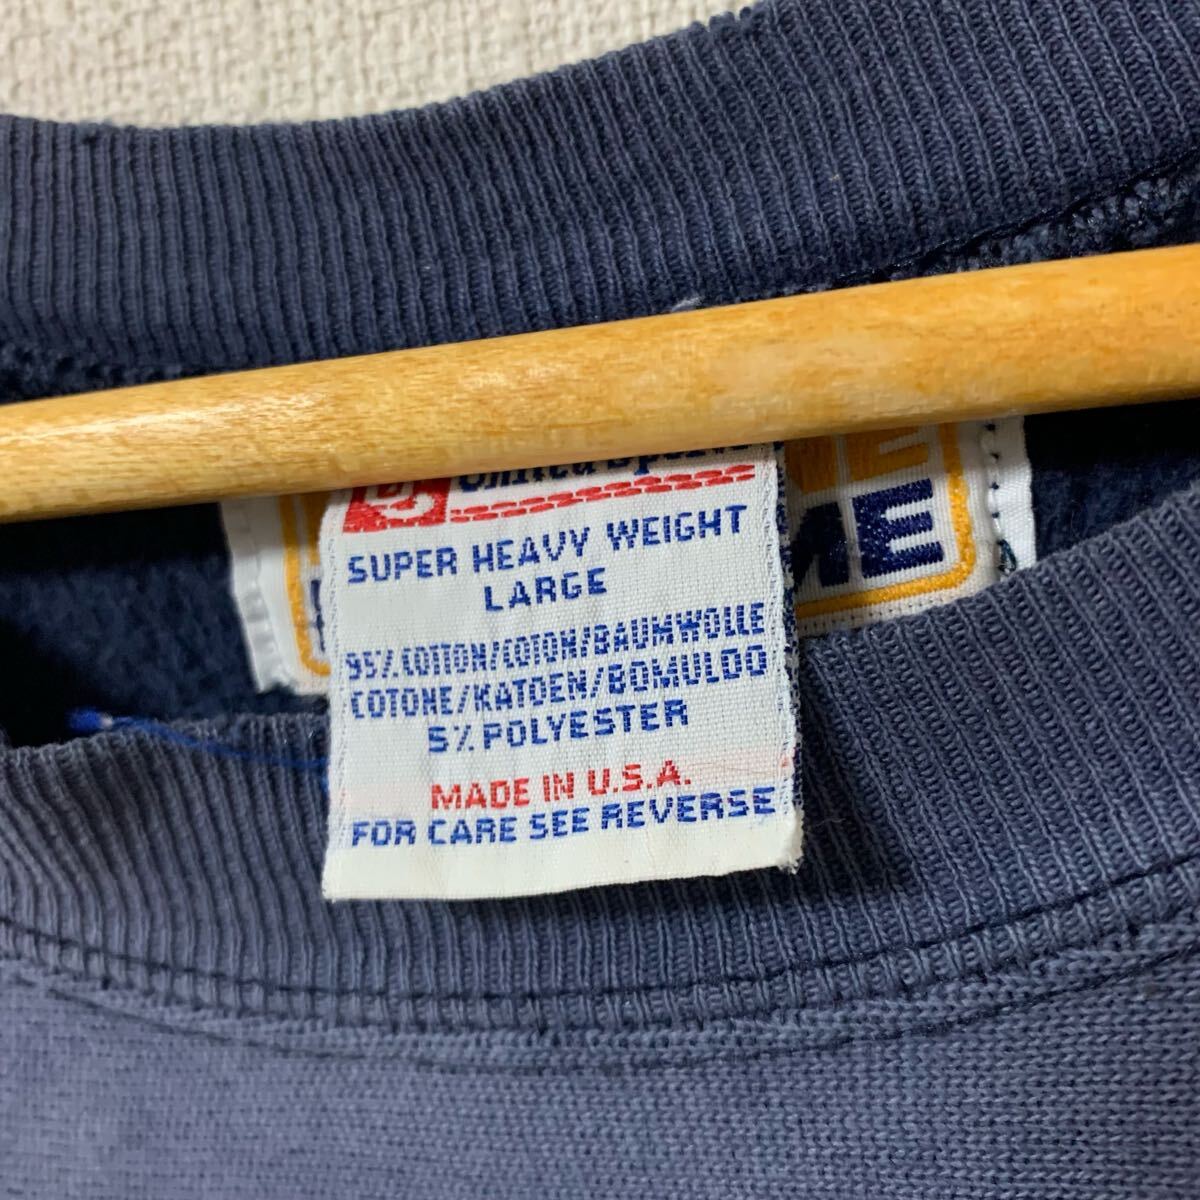 SUPER HEAVY WEIGHT
LARGE
95% COTTON/COTON/BAUMWOLLE
COTONE/KATOEN/BOMULDO
5% POLYESTER
MADE IN U.S.A.
FOR CARE SEE REVERSE